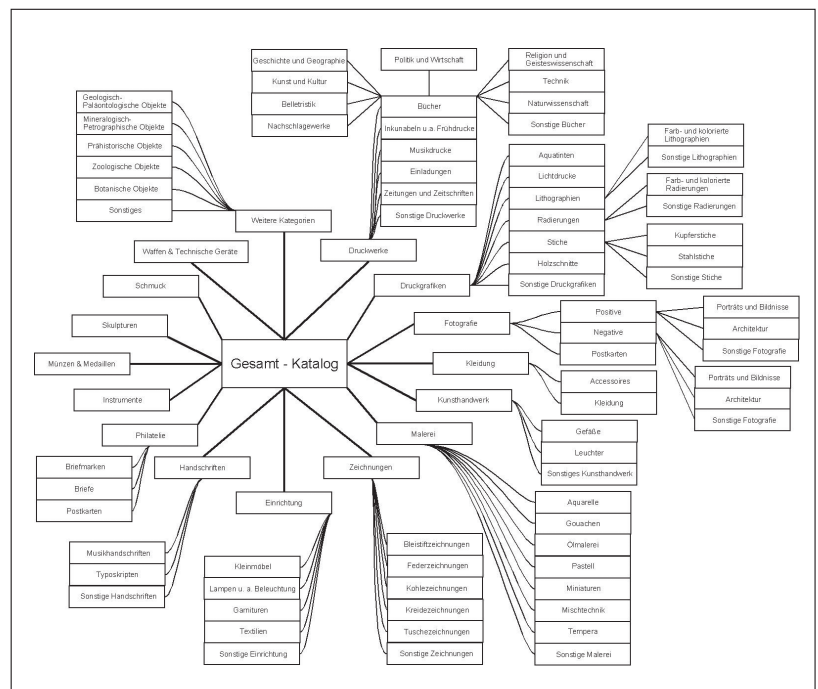 Geschichte und Geographie
Kunst und Kultur
Belletristik
Nachschlagewerke
Politik und Wirtschaft
Religion und
Geisteswissenschaft
Technik
Naturwissenschaft
Sonstige Bücher
Bücher
Inkunabeln u.a. Frühdrucke
Musikdrucke
Einladungen
Zeitungen und Zeitschriften
Sonstige Druckwerke
Geologisch-
Paläontologische Objekte
Mineralogisch-
Petrographische Objekte
Prähistorische Objekte
Zoologische Objekte
Botanische Objekte
Sonstiges
Weitere Kategorien
Druckwerke
Aquatinten
Lichtdrucke
Lithographien
Radierungen
Stiche
Holzschnitte
Sonstige Druckgrafiken
Farb- und kolorierte
Lithographien
Sonstige Lithographien
Farb- und kolorierte
Radierungen
Sonstige Radierungen
Kupferstiche
Stahlstiche
Sonstige Stiche
Waffen & Technische Geräte
Druckgrafiken
Schmuck
Skulpturen
Münzen & Medaillen
Instrumente
Philatelie
Gesamt - Katalog
Fotografie
Positive
Negative
Postkarten
Porträts und Bildnisse
Architektur
Sonstige Fotografie
Porträts und Bildnisse
Architektur
Sonstige Fotografie
Kleidung
Accessoires
Kleidung
Kunsthandwerk
Gefäße
Leuchter
Sonstiges Kunsthandwerk
Malerei
Aquarelle
Gouachen
Ölmalerei
Pastell
Miniaturen
Mischtechnik
Tempera
Sonstige Malerei
Briefmarken
Briefe
Postkarten
Handschriften
Musikhandschriften
Typoskripten
Sonstige Handschriften
Einrichtung
Kleinmöbel
Lampen u. a. Beleuchtung
Garnituren
Textilien
Sonstige Einrichtung
Zeichnungen
Bleistiftzeichnungen
Federzeichnungen
Kohlezeichnungen
Kreidezeichnungen
Tuschezeichnungen
Sonstige Zeichnungen